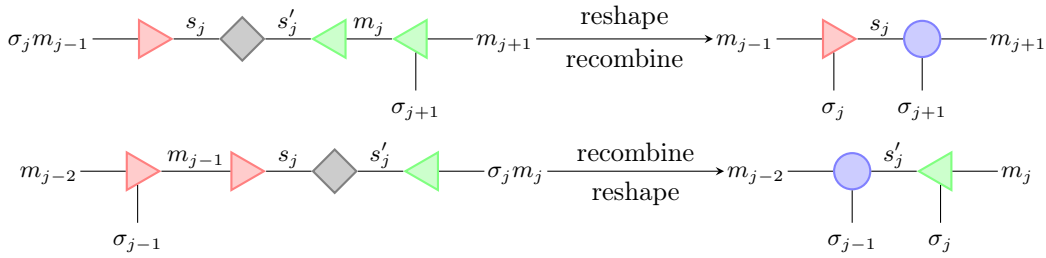 σ_j m_{j−1} s_j s'_j m_j m_{j+1} reshape m_{j−1} s_j m_{j+1}
recombine
σ_{j+1} σ_j σ_{j+1}
m_{j−2} m_{j−1} s_j s'_j σ_j m_j recombine m_{j−2} s'_j m_j
reshape
σ_{j−1} σ_{j−1} σ_j